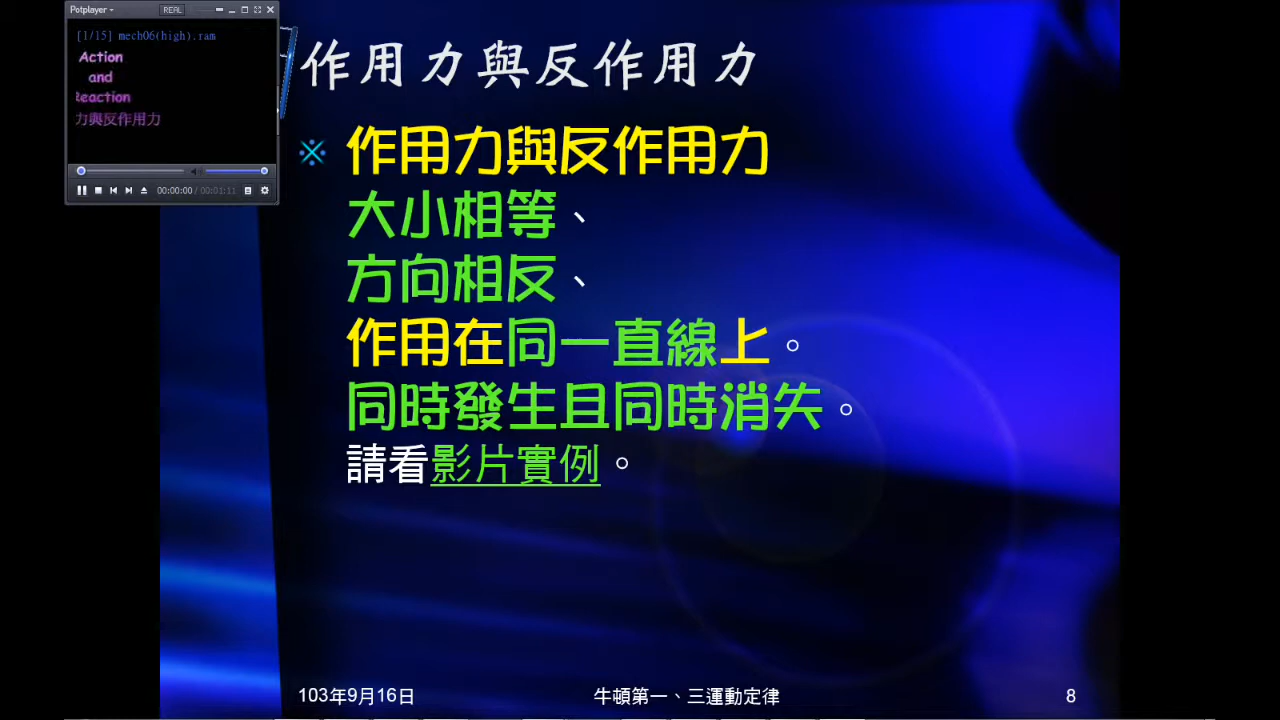 Potplayer
REAL
[1/15] mech06(high).ram
Action
and
Reaction
力與反作用力
00:00:00 / 00:01:11
作用力與反作用力
※ 作用力與反作用力
大小相等、
方向相反、
作用在同一直線上。
同時發生且同時消失。
請看影片實例。
103年9月16日
牛頓第一、三運動定律
8